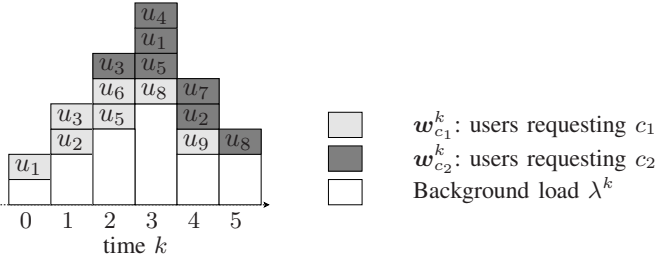 u₄
u₃ u₁
u₃ u₅
u₃ u₆ u₈ u₇
u₂ u₅ u₂
u₁ u₉ u₈
0 1 2 3 4 5
time k
w^k_{c₁}: users requesting c₁
w^k_{c₂}: users requesting c₂
Background load λ^k